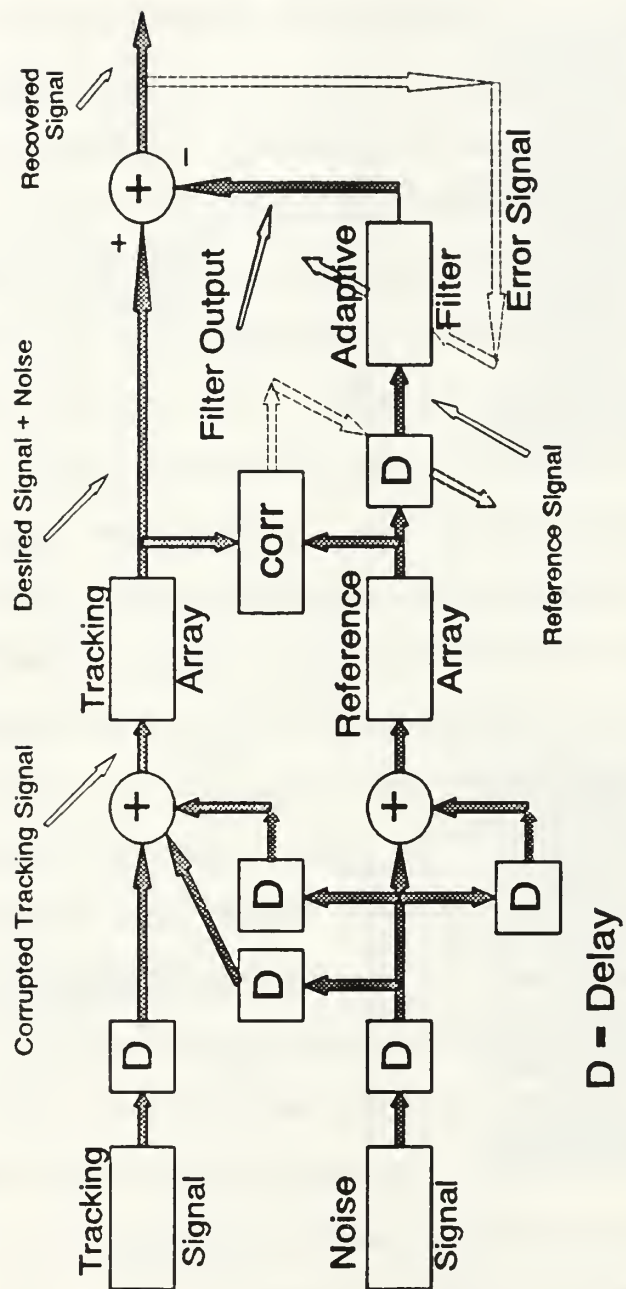 Corrupted Tracking Signal
Desired Signal + Noise
Recovered
Signal
Tracking
Signal
D
+
Tracking
Array
+
+
−
D
D
corr
Filter Output
Noise
Signal
D
+
Reference
Array
D
Adaptive
Filter
D
Reference Signal
Error Signal
D = Delay